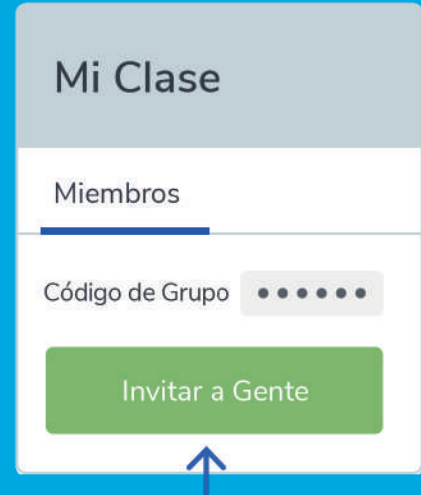 Mi Clase
Miembros
Código de Grupo ••••••
Invitar a Gente